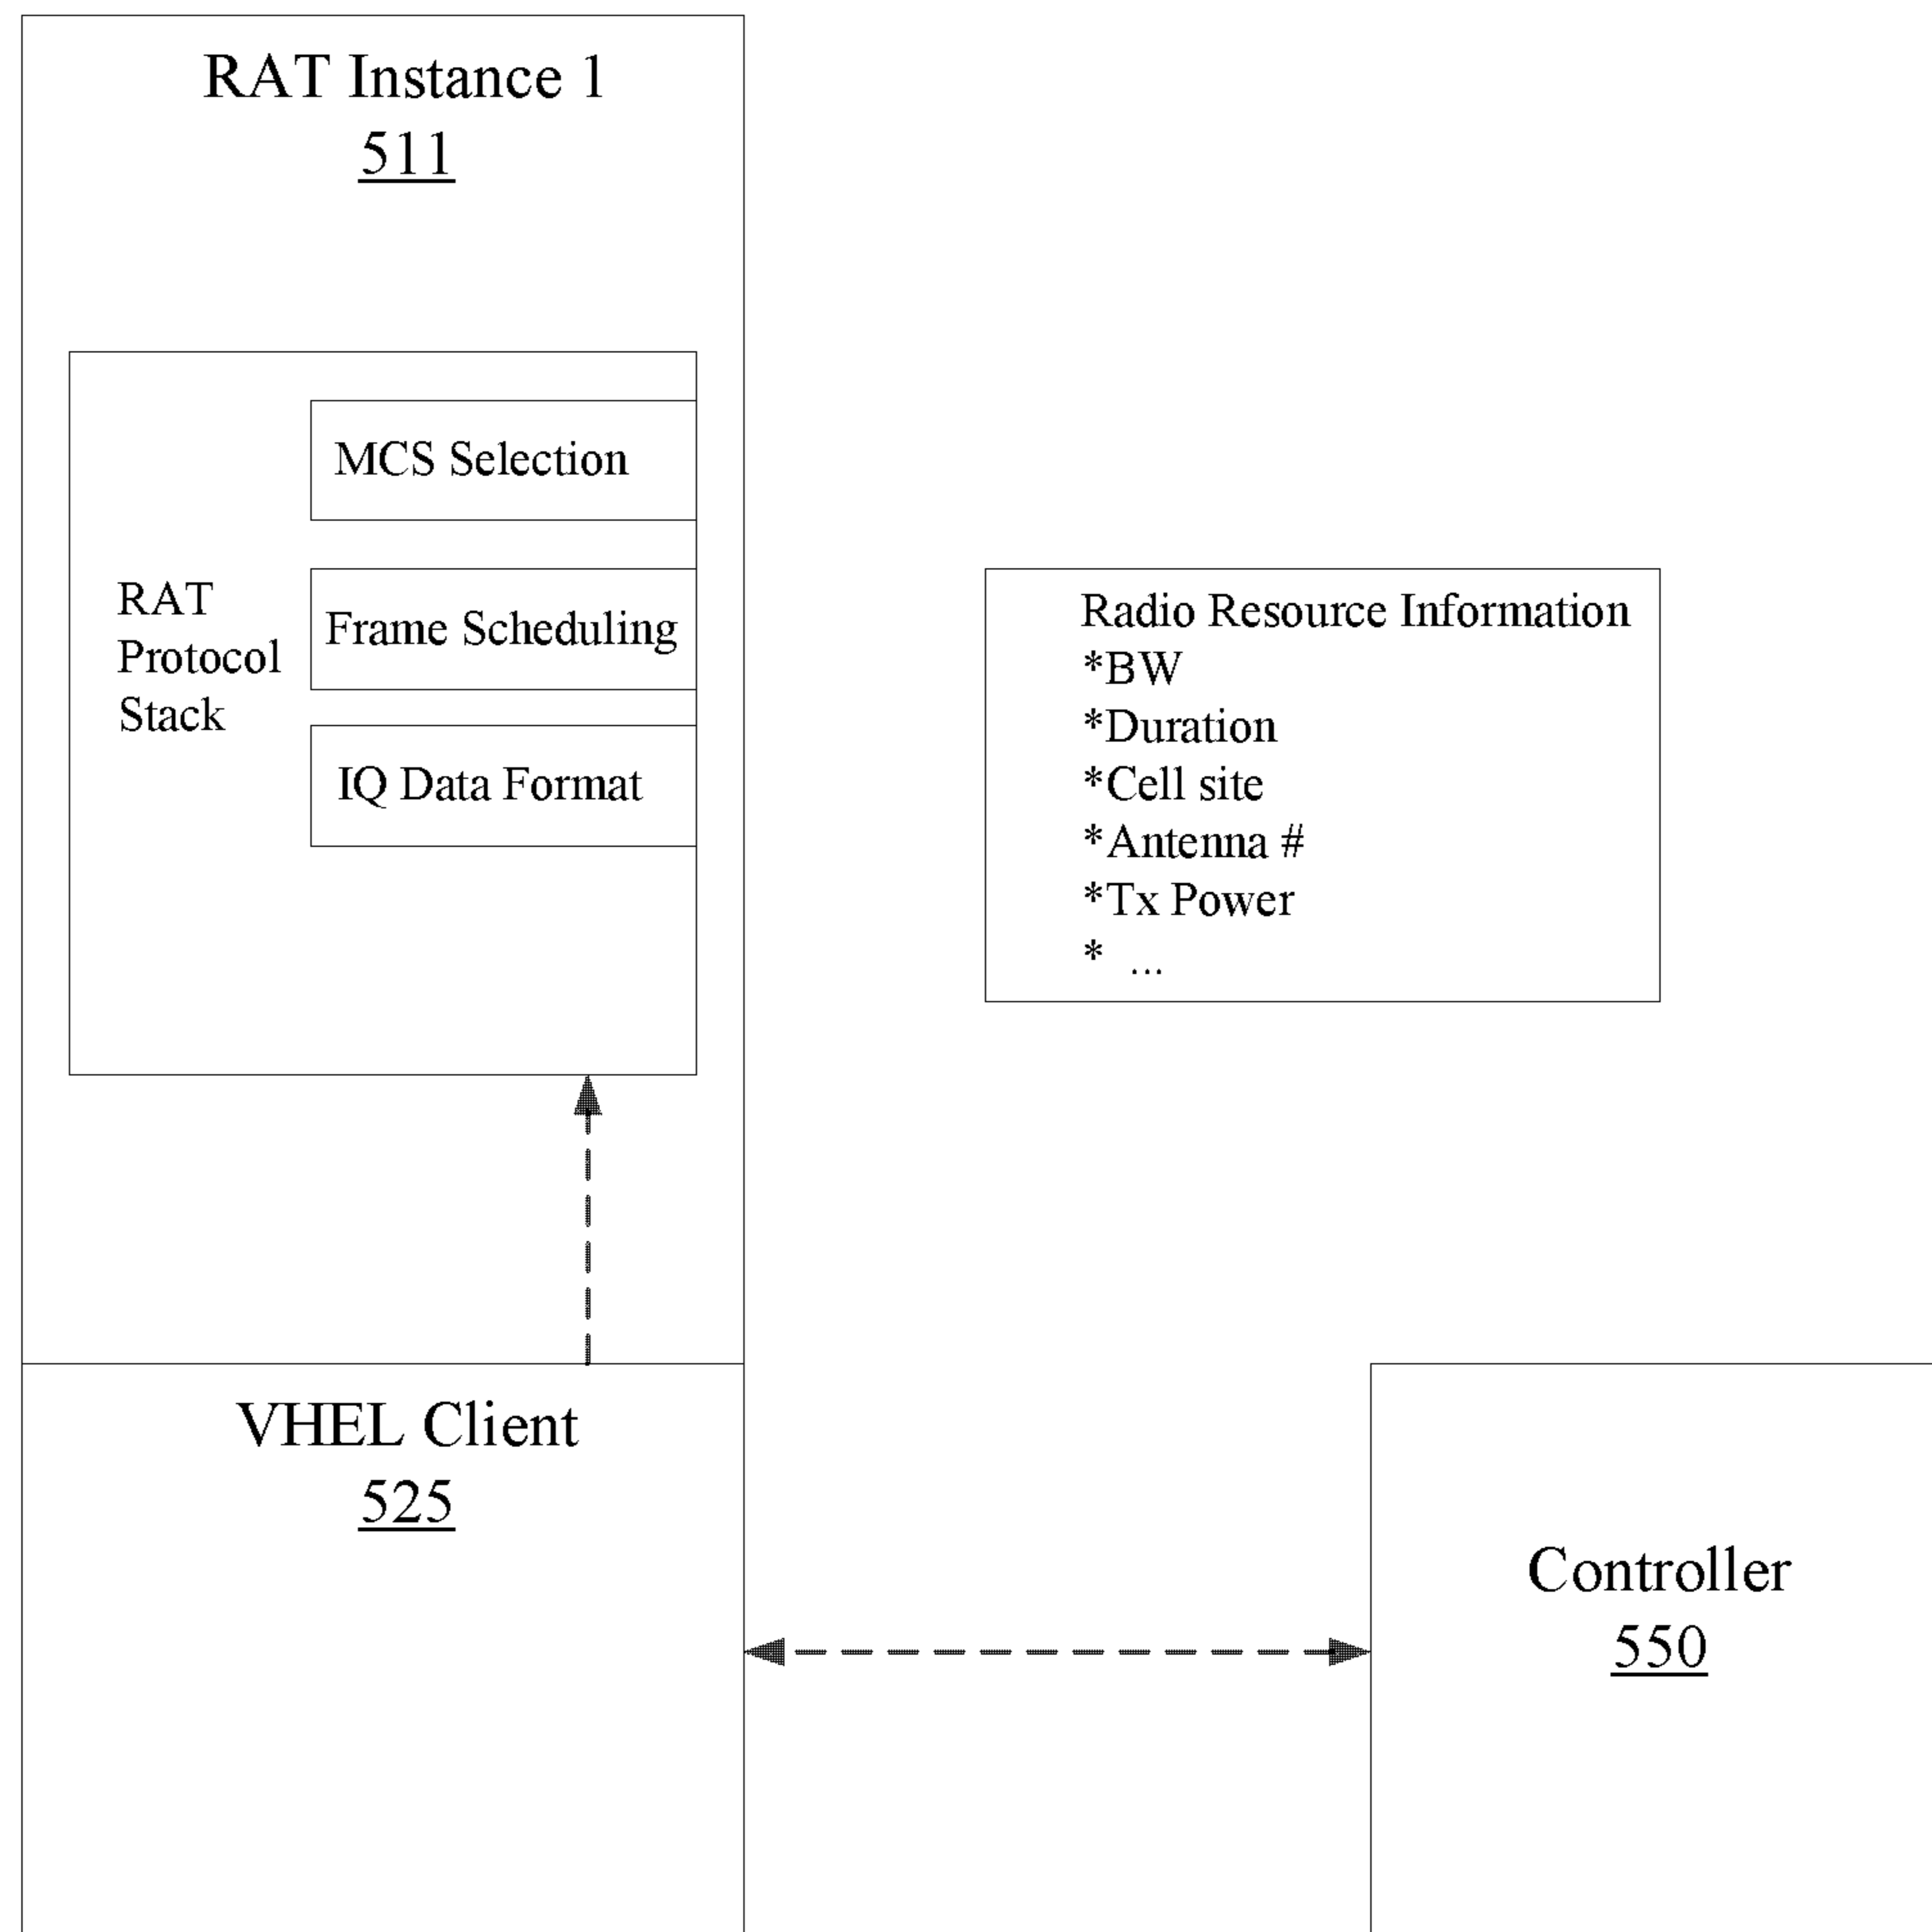 RAT Instance 1
511
MCS Selection
RAT
Protocol
Stack
Frame Scheduling
IQ Data Format
Radio Resource Information
*BW
*Duration
*Cell site
*Antenna #
*Tx Power
* ...
VHEL Client
525
Controller
550